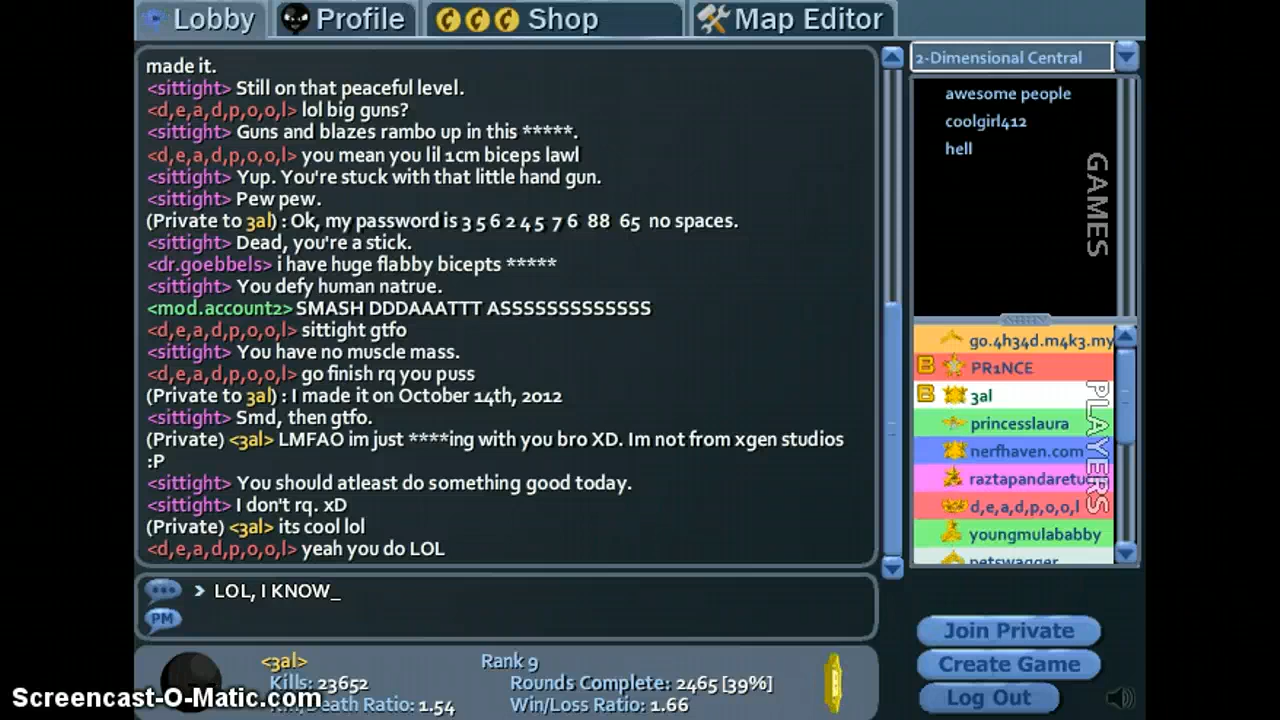 Lobby
Profile
Shop
Map Editor
made it.
<sittight> Still on that peaceful level.
<d,e,a,d,p,o,o,l> lol big guns?
<sittight> Guns and blazes rambo up in this *****.
<d,e,a,d,p,o,o,l> you mean you lil 1cm biceps lawl
<sittight> Yup. You're stuck with that little hand gun.
<sittight> Pew pew.
(Private to 3al) : Ok, my password is 3 5 6 2 4 5  7 6  88  65  no spaces.
<sittight> Dead, you're a stick.
<dr.goebbels> i have huge flabby bicepts *****
<sittight> You defy human natrue.
<mod.account2> SMASH DDDAAATTT ASSSSSSSSSSSSS
<d,e,a,d,p,o,o,l> sittight gtfo
<sittight> You have no muscle mass.
<d,e,a,d,p,o,o,l> go finish rq you puss
(Private to 3al) : I made it on October 14th, 2012
<sittight> Smd, then gtfo.
(Private) <3al> LMFAO im just ****ing with you bro XD. Im not from xgen studios
:P
<sittight> You should atleast do something good today.
<sittight> I don't rq. xD
(Private) <3al> its cool lol
<d,e,a,d,p,o,o,l> yeah you do LOL
> LOL, I KNOW_
PM
2-Dimensional Central
awesome people
coolgirl412
hell
GAMES
go.4h34d.m4k3.my
B PR1NCE
B 3al
princesslaura
nerfhaven.com
raztapandaretu
d,e,a,d,p,o,o,l
youngmulababby
petswagger
PLAYERS
Join Private
Create Game
Log Out
<3al>
Kills: 23652
Death Ratio: 1.54
Rank 9
Rounds Complete: 2465 [39%]
Win/Loss Ratio: 1.66
Screencast-O-Matic.com